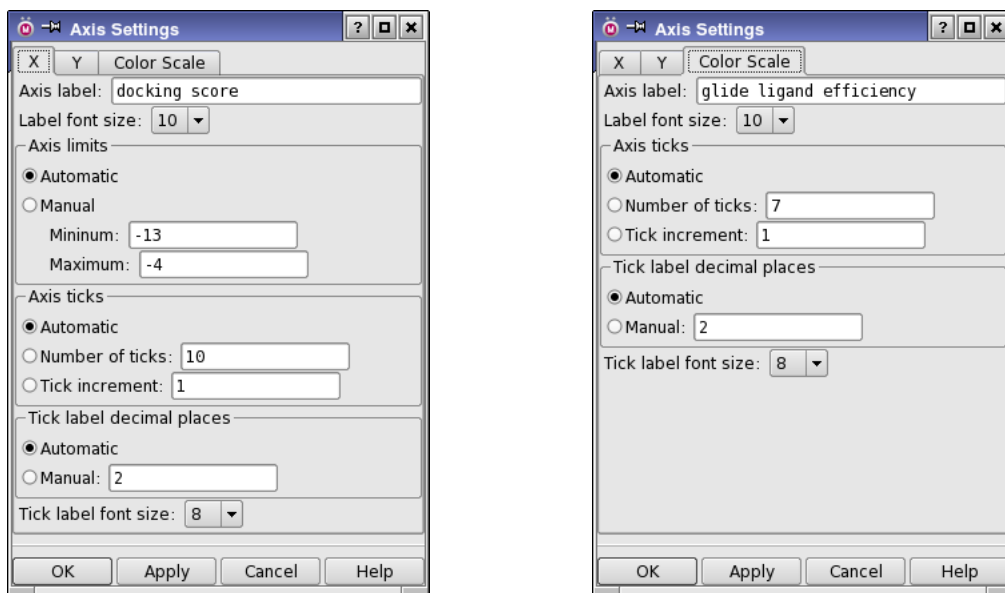 Axis Settings
X Y Color Scale
Axis label: docking score
Label font size: 10
Axis limits
Automatic
Manual
Mininum: -13
Maximum: -4
Axis ticks
Automatic
Number of ticks: 10
Tick increment: 1
Tick label decimal places
Automatic
Manual: 2
Tick label font size: 8
OK Apply Cancel Help
Axis Settings
X Y Color Scale
Axis label: glide ligand efficiency
Label font size: 10
Axis ticks
Automatic
Number of ticks: 7
Tick increment: 1
Tick label decimal places
Automatic
Manual: 2
Tick label font size: 8
OK Apply Cancel Help